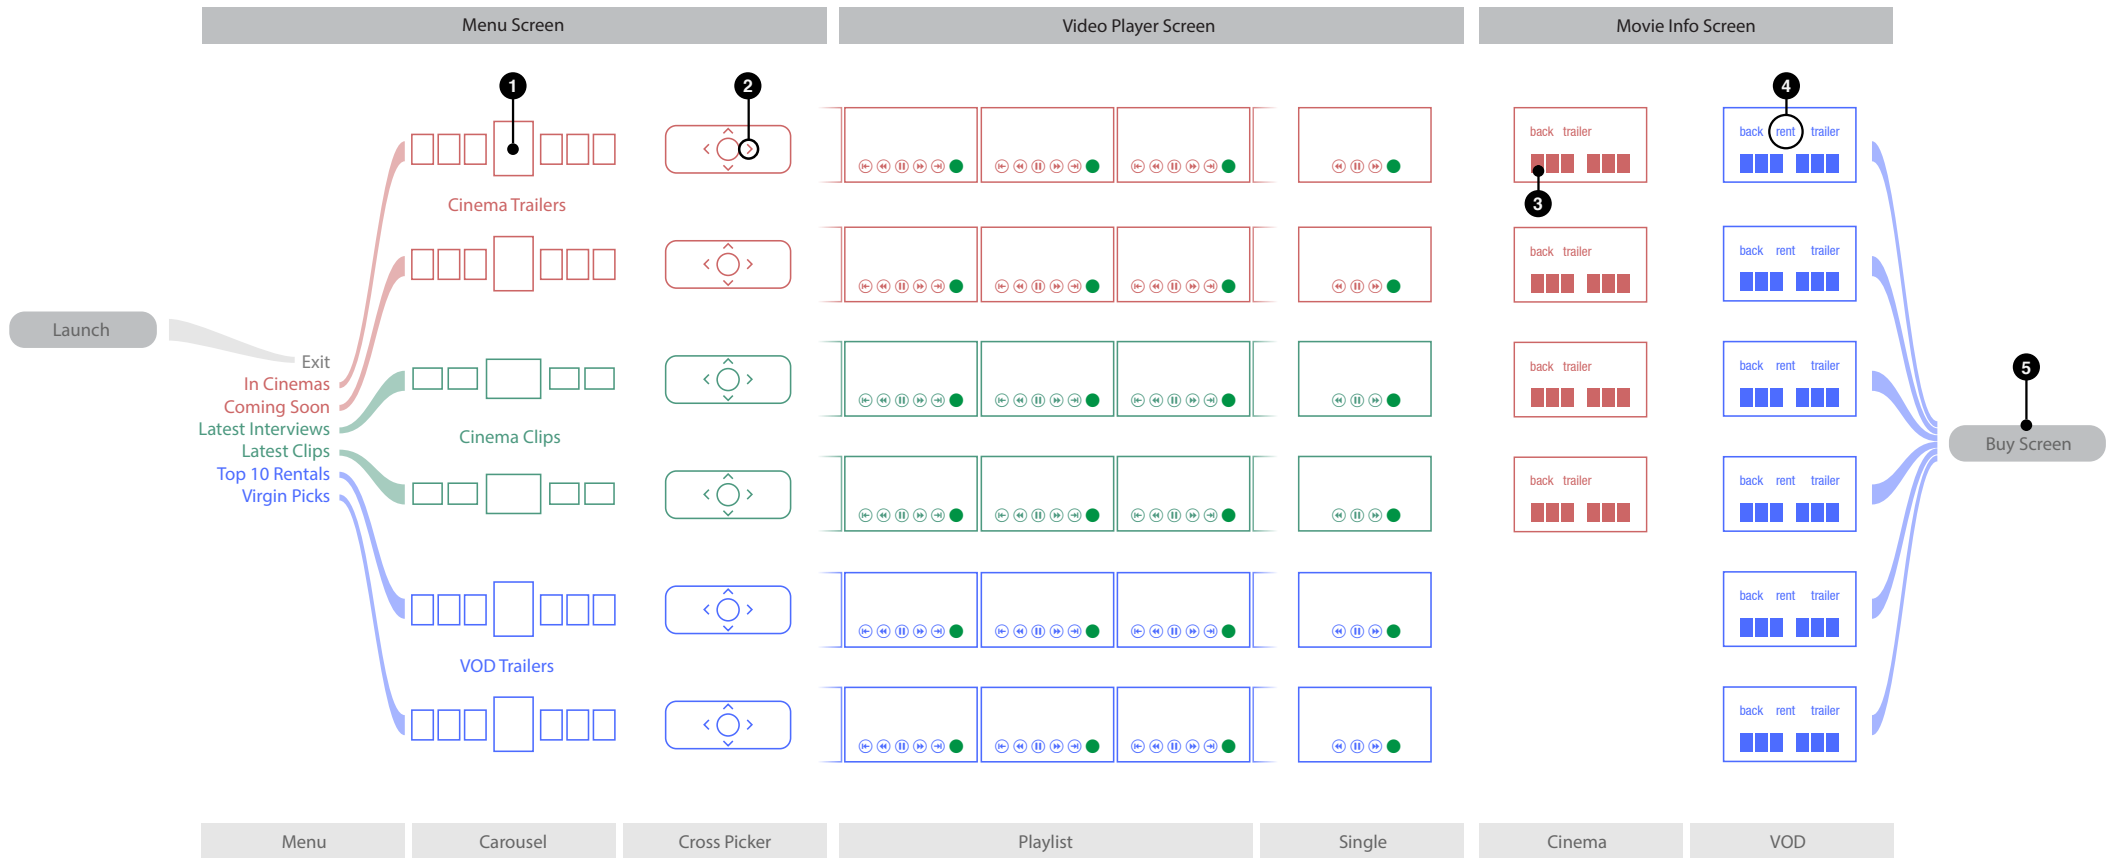 Menu Screen
Video Player Screen
Movie Info Screen
1
2
4
back trailer
back rent trailer
3
Cinema Trailers
back trailer
back rent trailer
Launch
Exit
In Cinemas
Coming Soon
Latest Interviews
Latest Clips
Top 10 Rentals
Virgin Picks
back trailer
back rent trailer
5
Cinema Clips
Buy Screen
back trailer
back rent trailer
back rent trailer
VOD Trailers
back rent trailer
Menu
Carousel
Cross Picker
Playlist
Single
Cinema
VOD